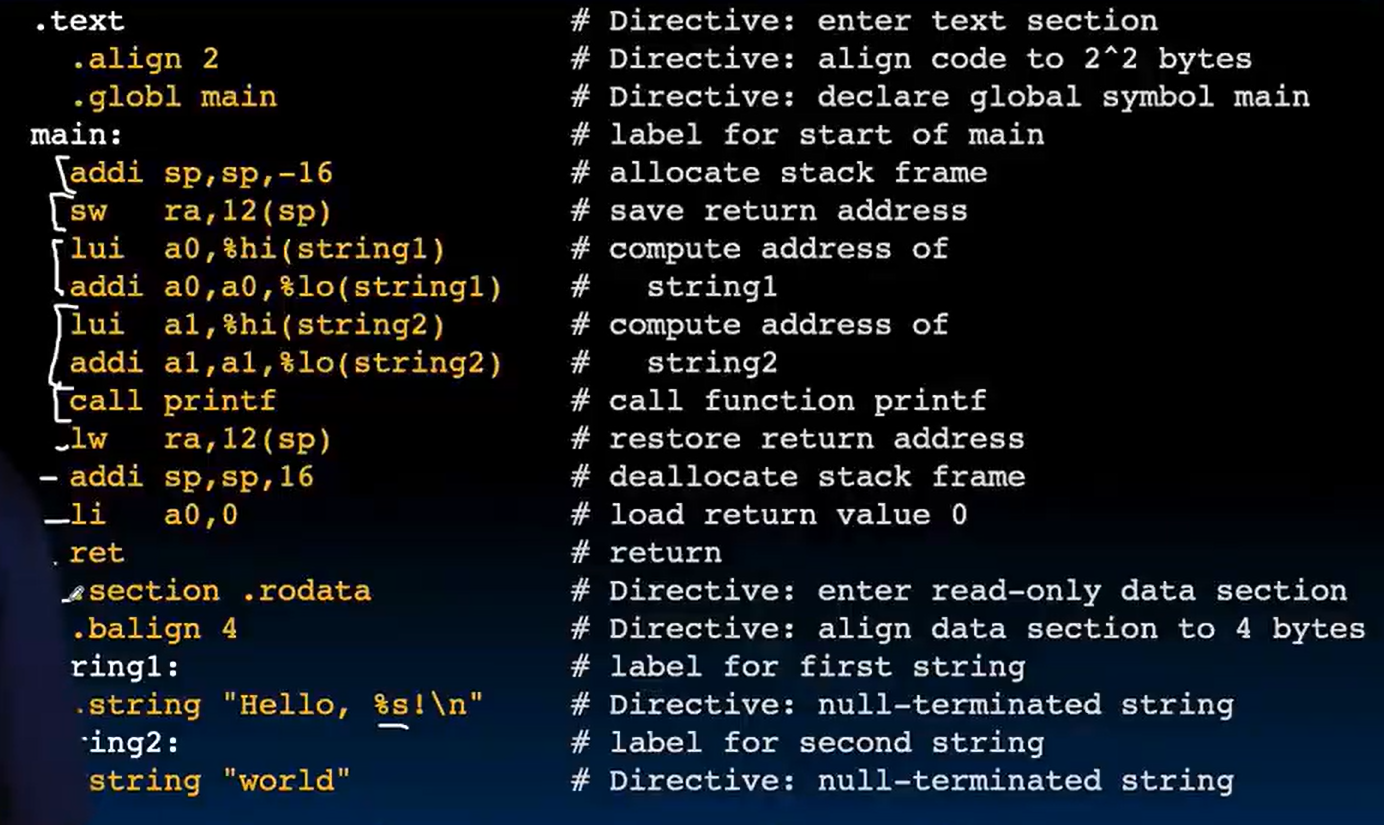 .text # Directive: enter text section
.align 2 # Directive: align code to 2^2 bytes
.globl main # Directive: declare global symbol main
main: # label for start of main
addi sp,sp,-16 # allocate stack frame
sw ra,12(sp) # save return address
lui a0,%hi(string1) # compute address of
addi a0,a0,%lo(string1) # string1
lui a1,%hi(string2) # compute address of
addi a1,a1,%lo(string2) # string2
call printf # call function printf
lw ra,12(sp) # restore return address
addi sp,sp,16 # deallocate stack frame
li a0,0 # load return value 0
ret # return
.section .rodata # Directive: enter read-only data section
.balign 4 # Directive: align data section to 4 bytes
ring1: # label for first string
.string "Hello, %s!\n" # Directive: null-terminated string
ing2: # label for second string
string "world" # Directive: null-terminated string